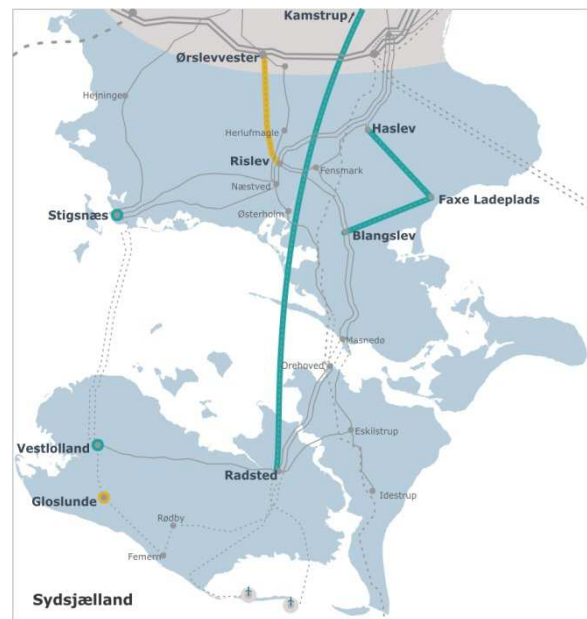 Kamstrup
Ørslevvester
Hejninge
Herlufmagle
Haslev
Rislev
Fensmark
Næstved
Faxe Ladeplads
Stigsnæs
Østerholm
Blangslev
Masnedø
Orehoved
Eskilstrup
Vestlolland
Radsted
Gloslunde
Idestrup
Rødby
Femern
Sydsjælland